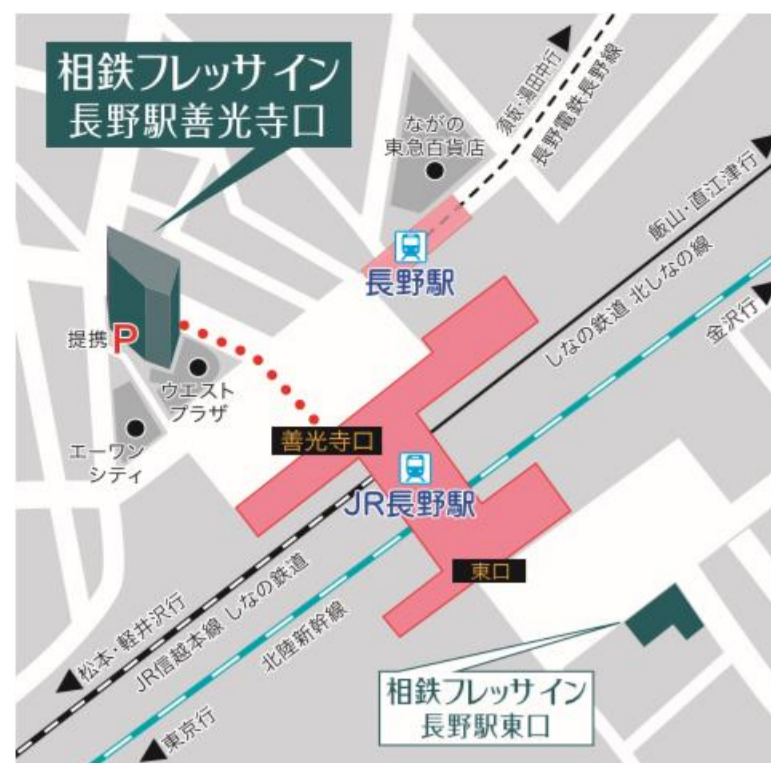 相鉄フレッサイン
長野駅善光寺口
須坂・湯田中行
長野電鉄長野線
ながの
東急百貨店
長野駅
飯山・直江津行
しなの鉄道 北しなの線
金沢行
提携 P
ウエスト
プラザ
エーワン
シティ
善光寺口
JR長野駅
東口
松本・軽井沢行
JR信越本線 しなの鉄道
北陸新幹線
東京行
相鉄フレッサイン
長野駅東口